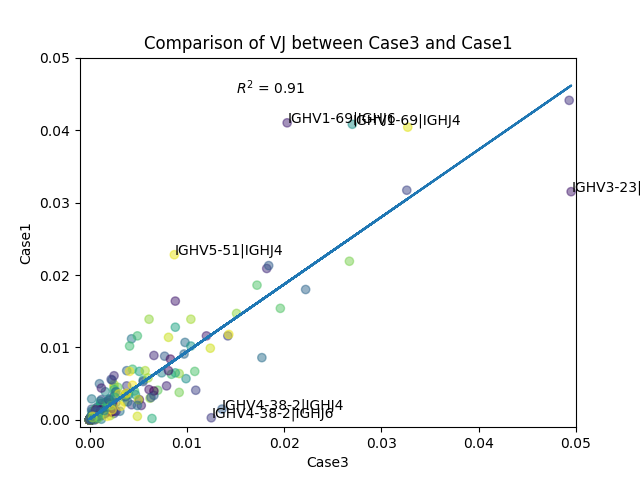 Comparison of VJ between Case3 and Case1
0.05
R² = 0.91
0.04
IGHV1-69|IGHJ6
IGHV1-69|IGHJ4
0.03
IGHV3-23|
Case1
IGHV5-51|IGHJ4
0.02
0.01
IGHV4-38-2|IGHJ4
IGHV4-38-2|IGHJ6
0.00
0.00 0.01 0.02 0.03 0.04 0.05
Case3